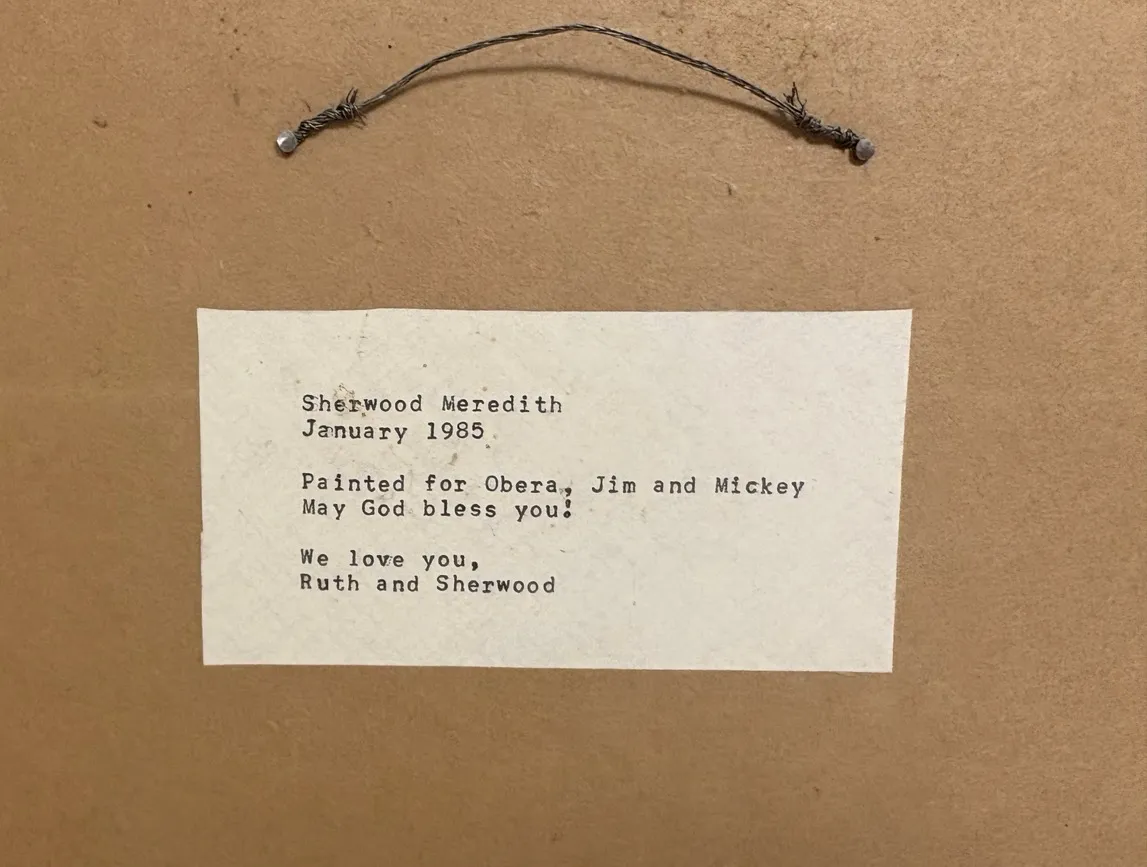 Sherwood Meredith
January 1985
Painted for Obera, Jim and Mickey
May God bless you!
We love you,
Ruth and Sherwood